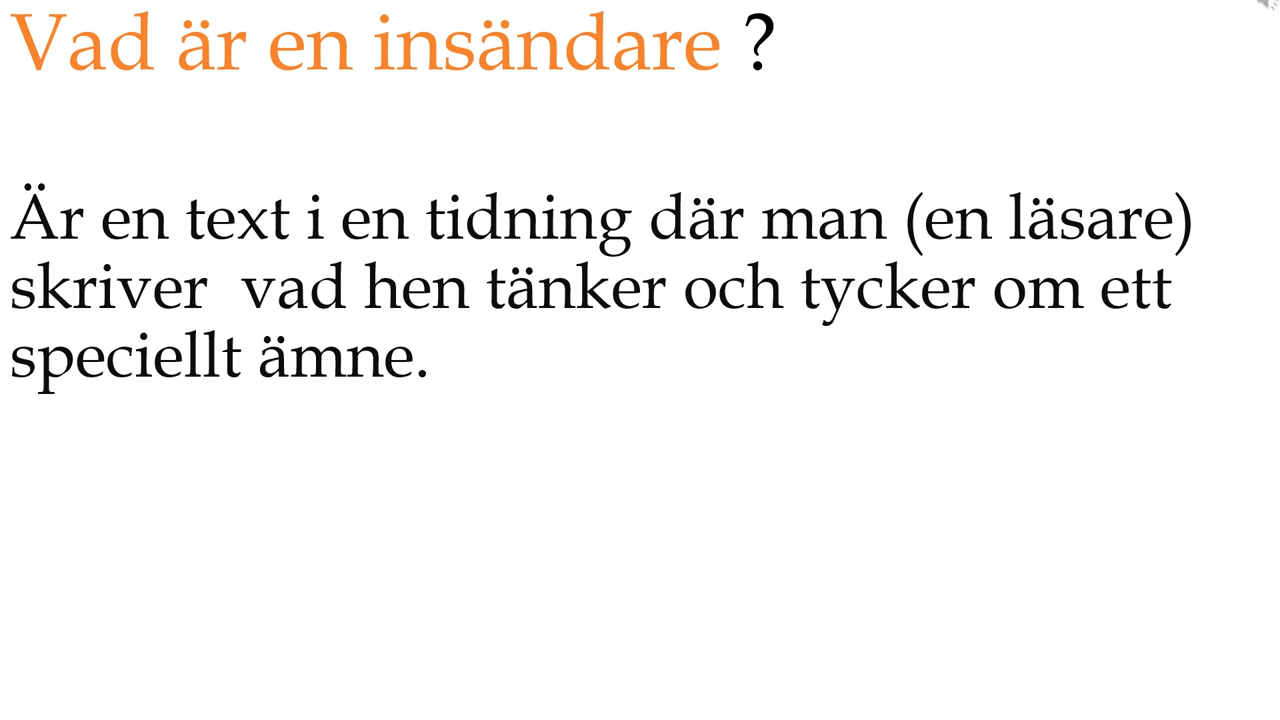 Vad är en insändare ?
Är en text i en tidning där man (en läsare)
skriver  vad hen tänker och tycker om ett
speciellt ämne.